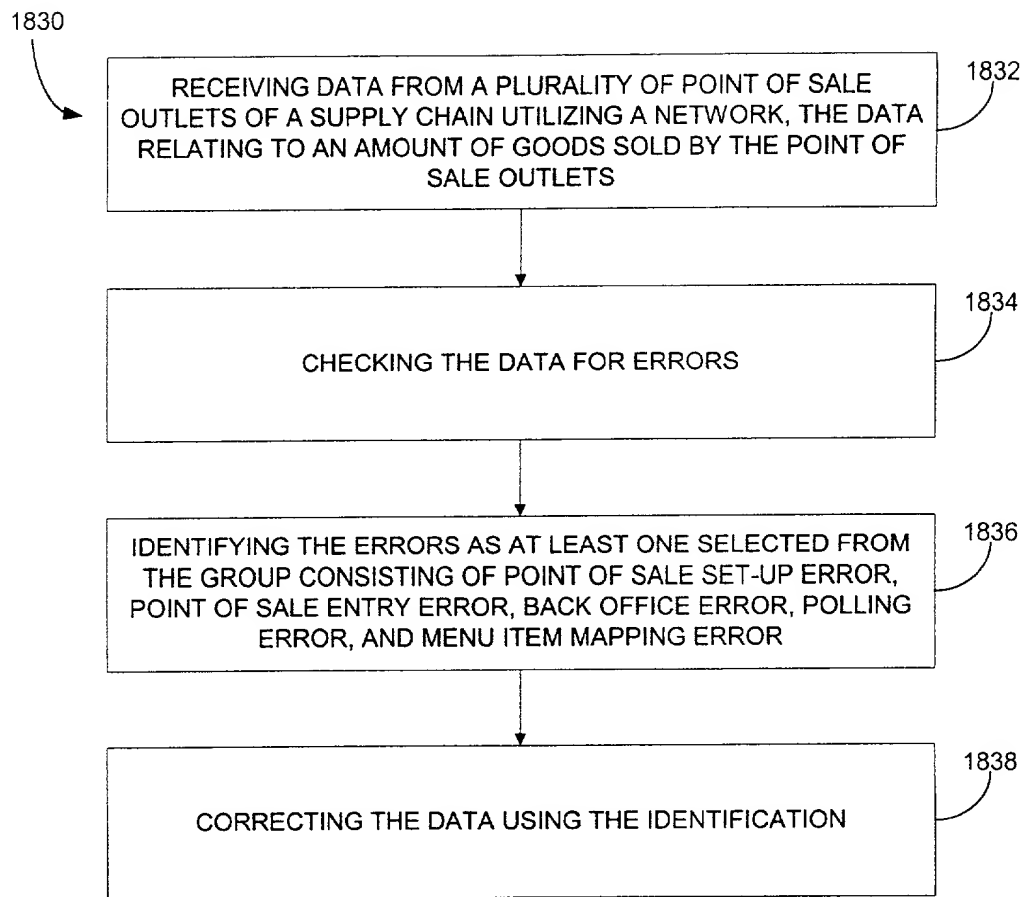 1830
1832
RECEIVING DATA FROM A PLURALITY OF POINT OF SALE
OUTLETS OF A SUPPLY CHAIN UTILIZING A NETWORK, THE DATA
RELATING TO AN AMOUNT OF GOODS SOLD BY THE POINT OF
SALE OUTLETS
1834
CHECKING THE DATA FOR ERRORS
1836
IDENTIFYING THE ERRORS AS AT LEAST ONE SELECTED FROM
THE GROUP CONSISTING OF POINT OF SALE SET-UP ERROR,
POINT OF SALE ENTRY ERROR, BACK OFFICE ERROR, POLLING
ERROR, AND MENU ITEM MAPPING ERROR
1838
CORRECTING THE DATA USING THE IDENTIFICATION